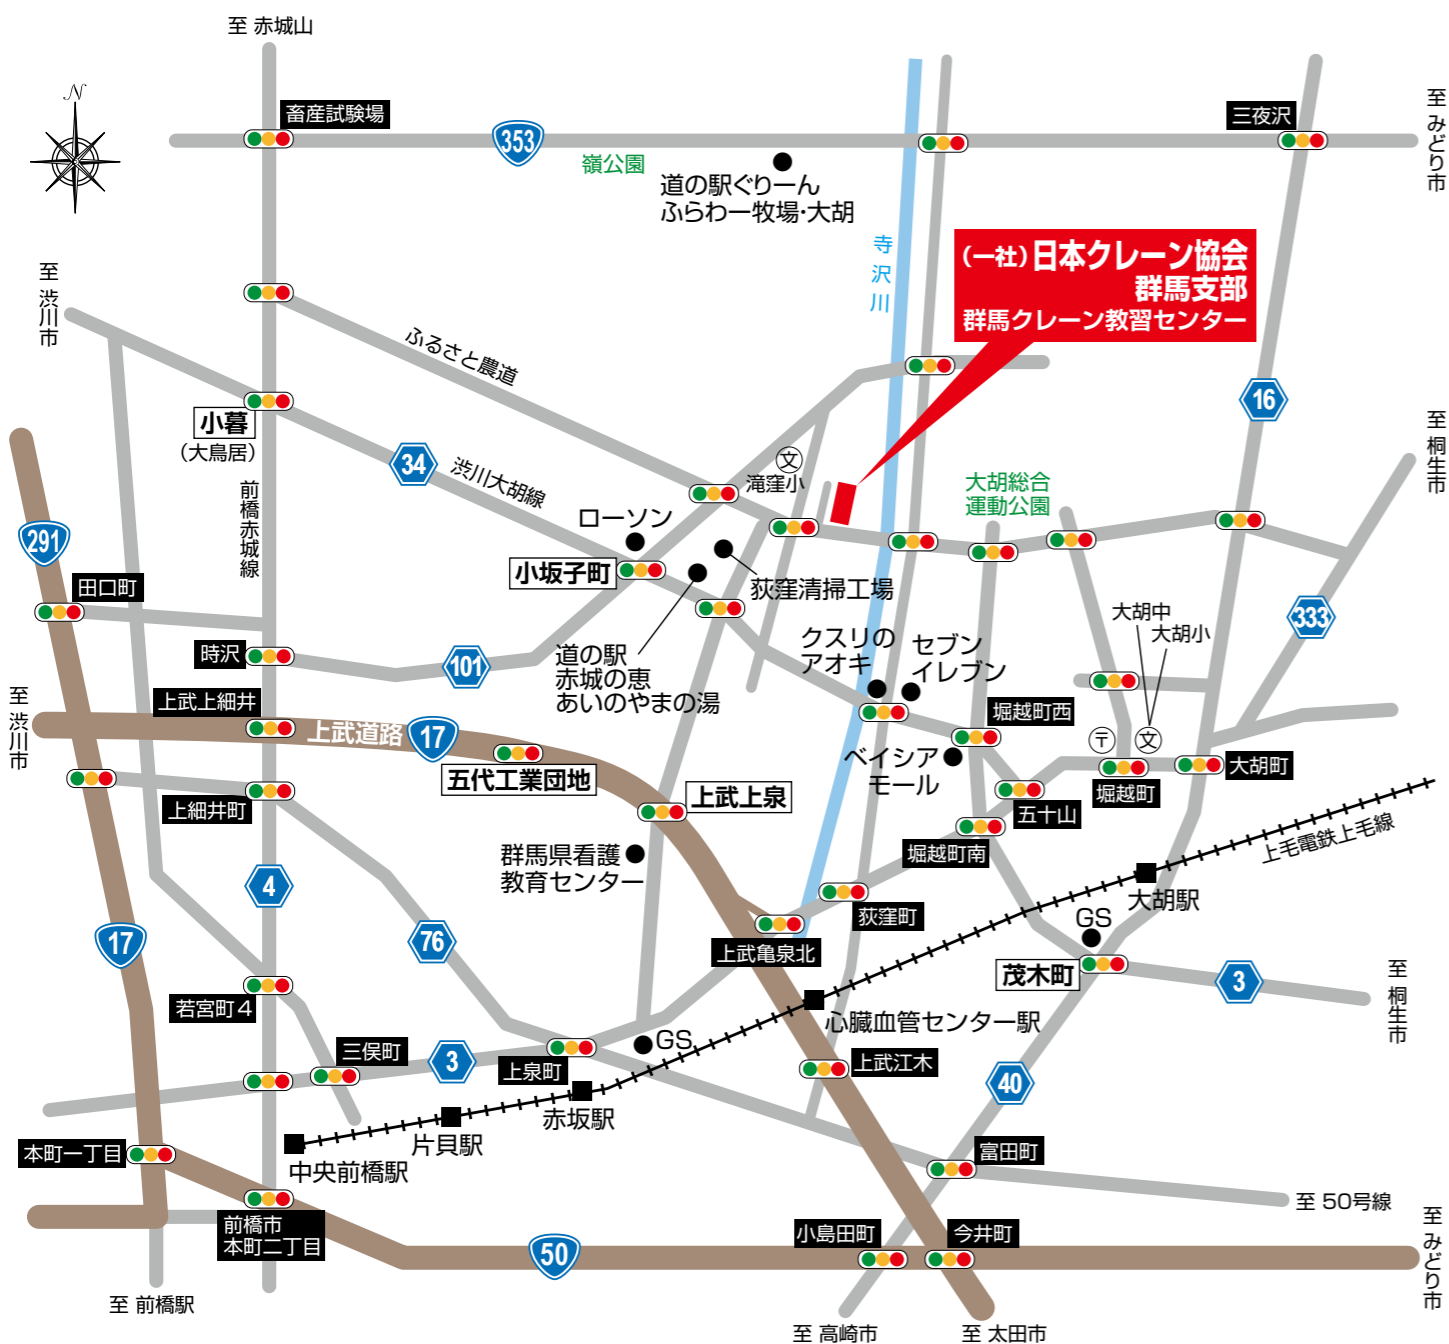 至 赤城山
N
畜産試験場
353
嶺公園
道の駅ぐりーん
ふらわー牧場・大胡
三夜沢
至 みどり市
寺沢川
(一社)日本クレーン協会
群馬支部
群馬クレーン教習センター
至 渋川市
ふるさと農道
小暮
(大鳥居)
34
渋川大胡線
前橋赤城線
16
至 桐生市
文
滝窪小
大胡総合
運動公園
ローソン
小坂子町
荻窪清掃工場
291
田口町
時沢
101
道の駅
赤城の恵
あいのやまの湯
クスリの
アオキ
セブン
イレブン
大胡中
大胡小
333
至 渋川市
上武上細井
上武道路
17
五代工業団地
上武上泉
堀越町西
ベイシア
モール
〒
文
大胡町
堀越町
五十山
堀越町南
上細井町
群馬県看護
教育センター
上毛電鉄上毛線
4
76
17
荻窪町
大胡駅
GS
上武亀泉北
茂木町
3
至 桐生市
若宮町4
心臓血管センター駅
三俣町
3
上泉町
GS
上武江木
40
赤坂駅
片貝駅
中央前橋駅
本町一丁目
富田町
至 50号線
前橋市
本町二丁目
50
小島田町
今井町
至 みどり市
至 前橋駅
至 高崎市
至 太田市